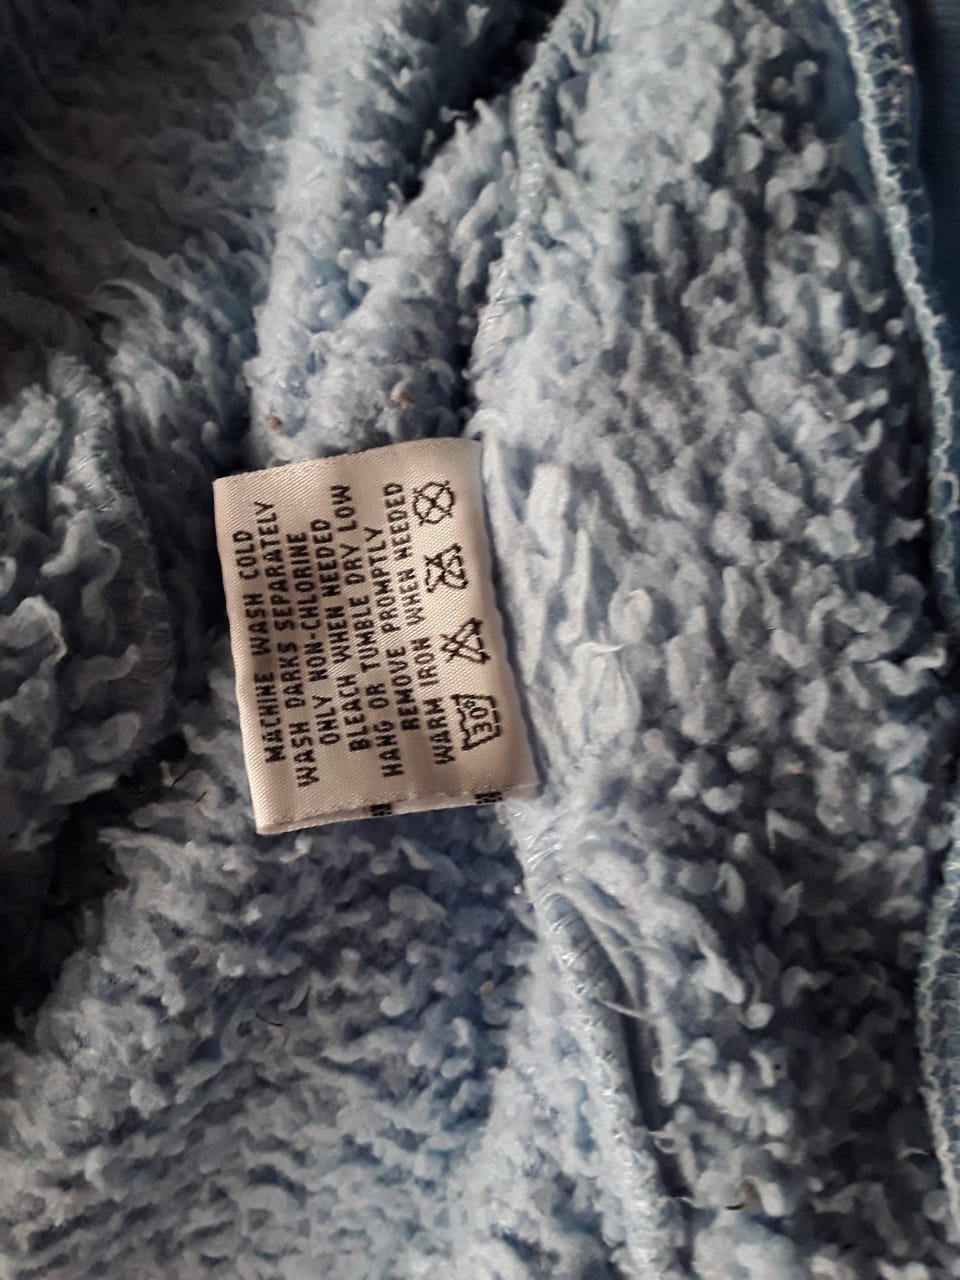 MACHINE WASH COLD
WASH DARKS SEPARATELY
ONLY NON-CHLORINE
BLEACH WHEN NEEDED
HANG OR TUMBLE DRY LOW
REMOVE PROMPTLY
WARM IRON WHEN NEEDED
30°